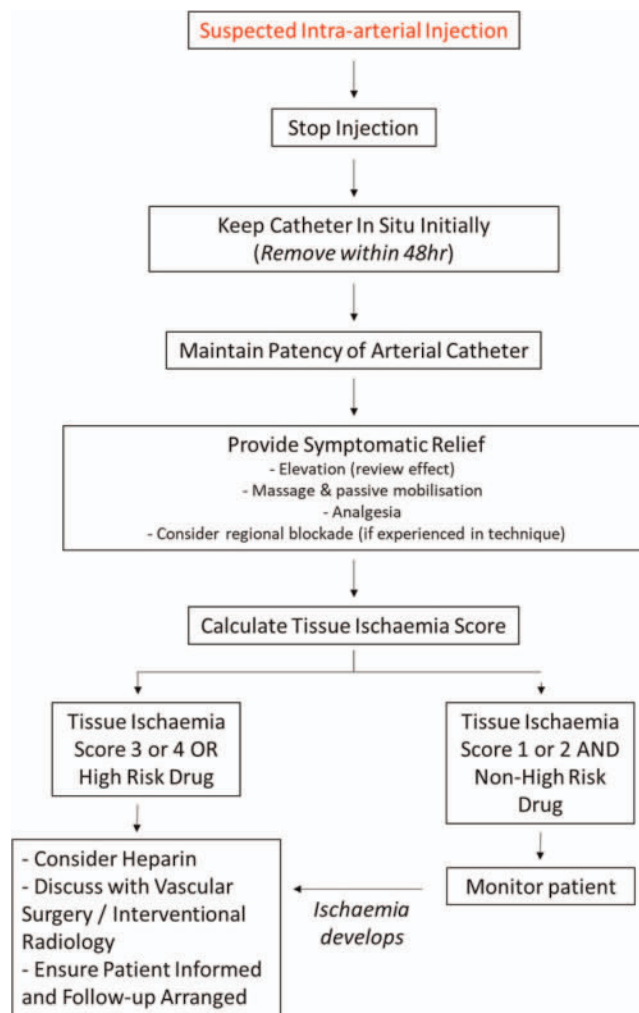 Suspected Intra-arterial Injection
Stop Injection
Keep Catheter In Situ Initially
(Remove within 48hr)
Maintain Patency of Arterial Catheter
Provide Symptomatic Relief
- Elevation (review effect)
- Massage & passive mobilisation
- Analgesia
- Consider regional blockade (if experienced in technique)
Calculate Tissue Ischaemia Score
Tissue Ischaemia
Score 3 or 4 OR
High Risk Drug
Tissue Ischaemia
Score 1 or 2 AND
Non-High Risk
Drug
- Consider Heparin
- Discuss with Vascular
Surgery / Interventional
Radiology
- Ensure Patient Informed
and Follow-up Arranged
Ischaemia
develops
Monitor patient